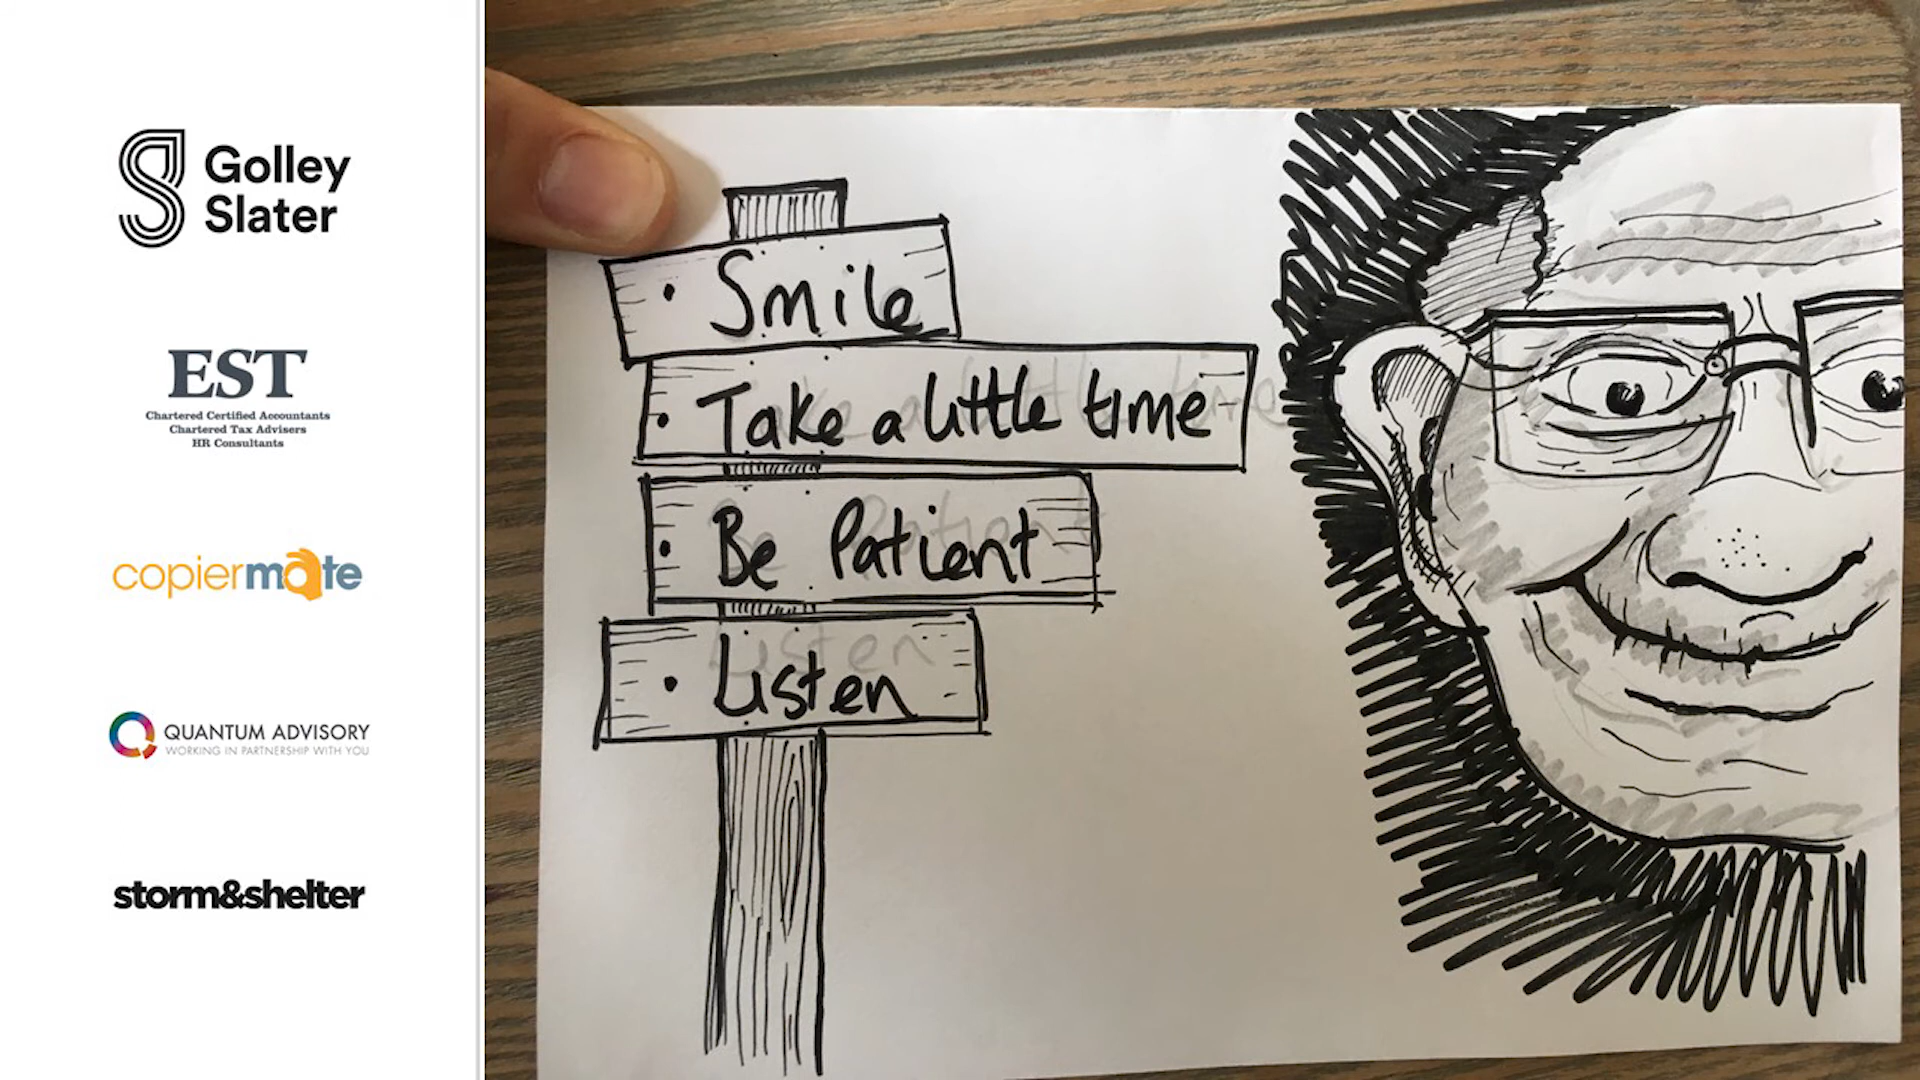 Golley
Slater
EST
Chartered Certified Accountants
Chartered Tax Advisers
HR Consultants
copiermate
QUANTUM ADVISORY
WORKING IN PARTNERSHIP WITH YOU
storm&shelter
Smile
Take a little time
Be Patient
Listen